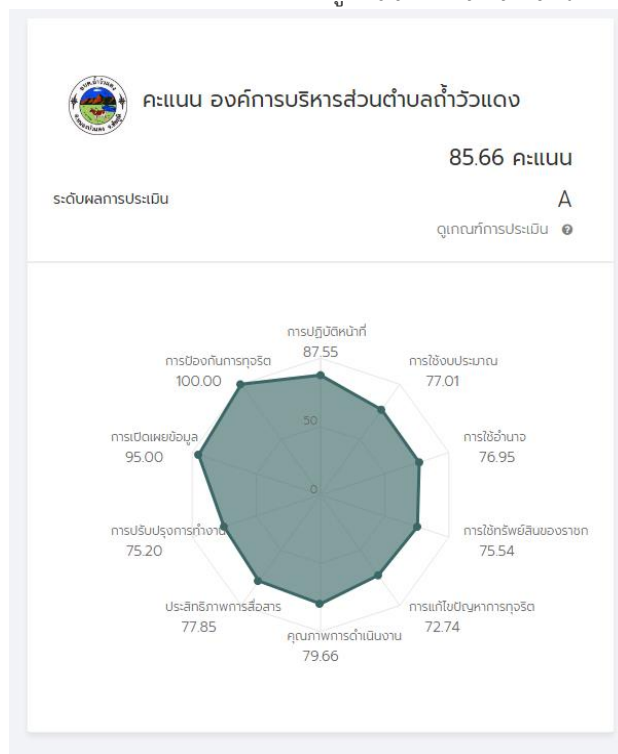 คะแนน องค์การบริหารส่วนตำบลถ้ำวัวแดง
85.66 คะแนน
ระดับผลการประเมิน
A
ดูเกณฑ์การประเมิน ?
การปฏิบัติหน้าที่
87.55
การป้องกันการทุจริต
100.00
การใช้งบประมาณ
77.01
50
การเปิดเผยข้อมูล
95.00
การใช้อำนาจ
76.95
0
การปรับปรุงการทำงาน
75.20
การใช้ทรัพย์สินของราชก
75.54
ประสิทธิภาพการสื่อสาร
77.85
การแก้ไขปัญหาการทุจริต
72.74
คุณภาพการดำเนินงาน
79.66